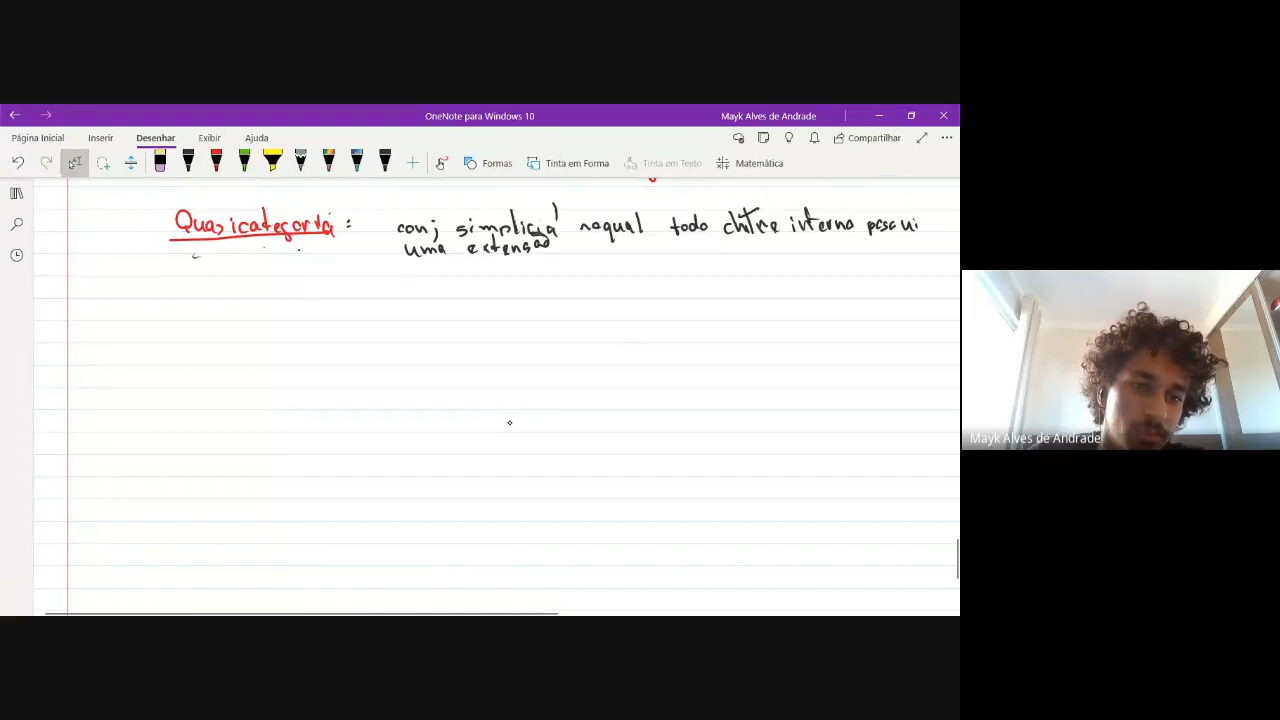 OneNote para Windows 10
Mayk Alves de Andrade
Página Inicial Inserir Desenhar Exibir Ajuda
Compartilhar
Formas Tinta em Forma Tinta em Texto Matemática
Quasicategoria : conj simplicial no qual todo chifre interno possui
uma extensão
Mayk Alves de Andrade